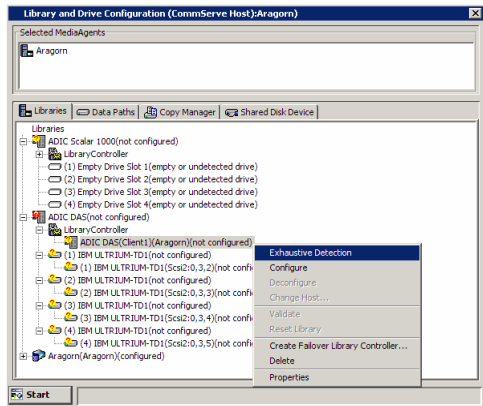 Library and Drive Configuration (CommServe Host):Aragorn)
Selected MediaAgents
Aragorn
Libraries
Data Paths
Copy Manager
Shared Disk Device
Libraries
ADIC Scalar 1000(not configured)
LibraryController
(1) Empty Drive Slot 1(empty or undetected drive)
(2) Empty Drive Slot 2(empty or undetected drive)
(3) Empty Drive Slot 3(empty or undetected drive)
(4) Empty Drive Slot 4(empty or undetected drive)
ADIC DAS(not configured)
LibraryController
ADIC DAS(Client1)(Aragorn)(not configured)
(1) IBM ULTRIUM-TD1(not configured)
(1) IBM ULTRIUM-TD1(Scsi2:0,3,2)(not confi
(2) IBM ULTRIUM-TD1(not configured)
(2) IBM ULTRIUM-TD1(Scsi2:0,3,3)(not confi
(3) IBM ULTRIUM-TD1(not configured)
(3) IBM ULTRIUM-TD1(Scsi2:0,3,4)(not confi
(4) IBM ULTRIUM-TD1(not configured)
(4) IBM ULTRIUM-TD1(Scsi2:0,3,5)(not confi
Aragorn(Aragorn)(configured)
Exhaustive Detection
Configure
Deconfigure
Change Host...
Validate
Reset Library
Create Failover Library Controller...
Delete
Properties
Start